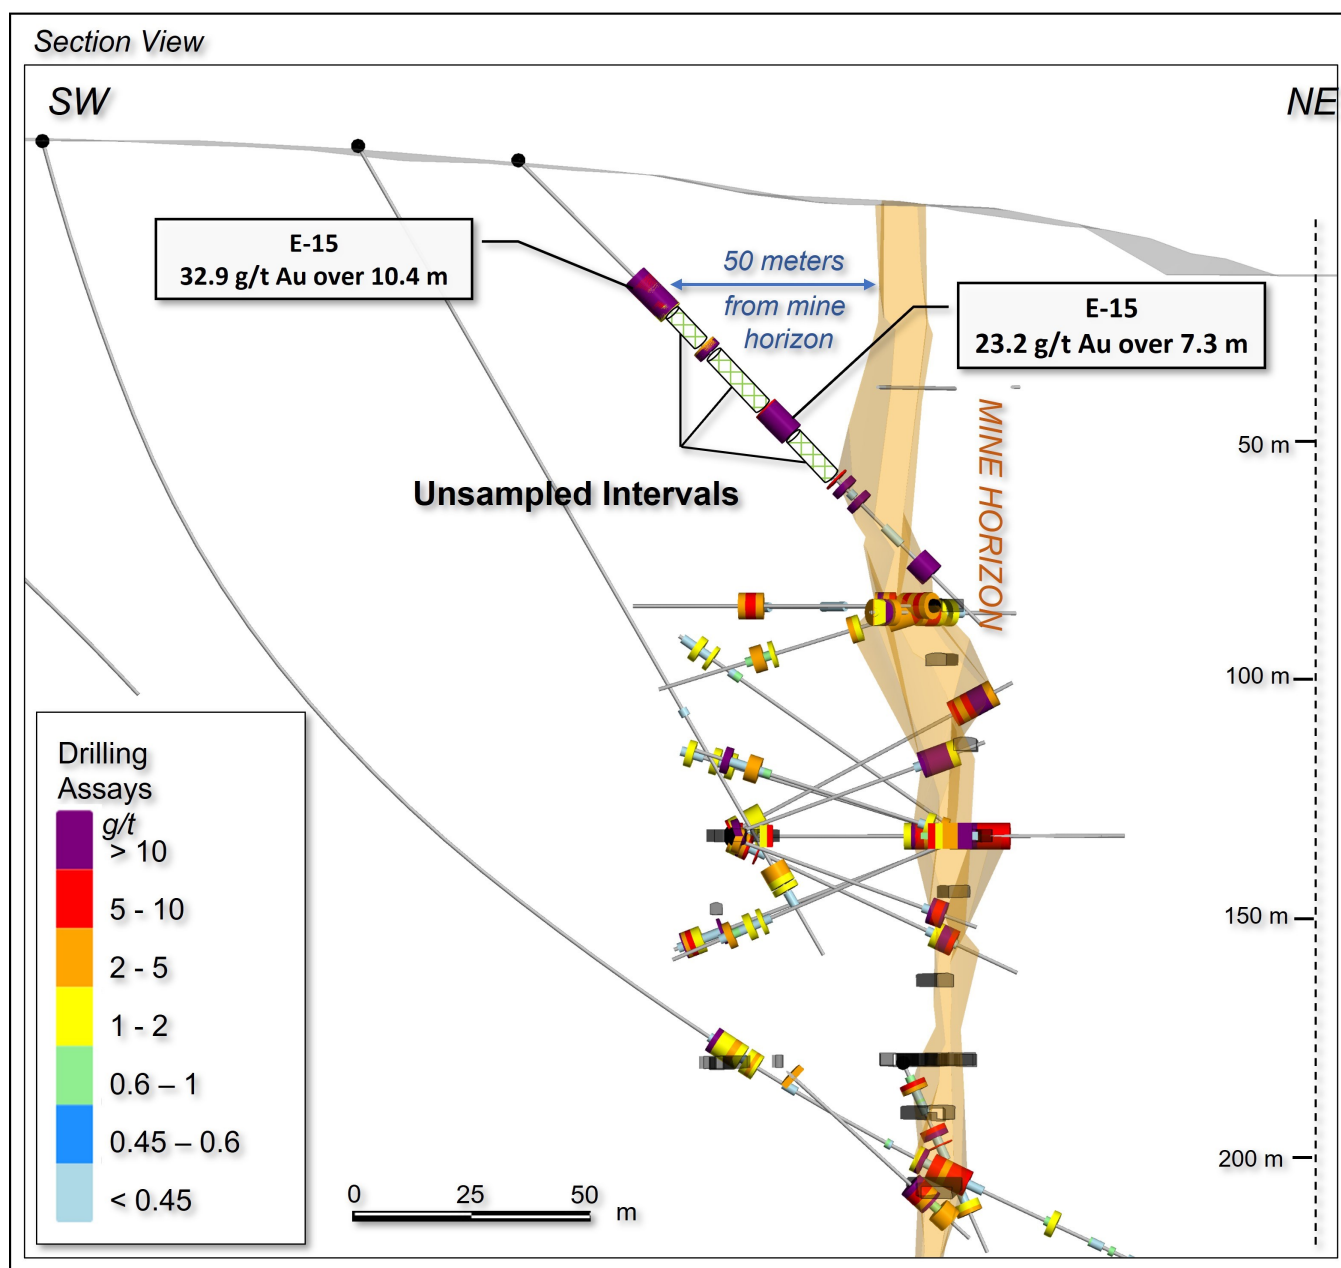 Section View
SW
NE
E-15
32.9 g/t Au over 10.4 m
50 meters
from mine
horizon
E-15
23.2 g/t Au over 7.3 m
MINE HORIZON
50 m
Unsampled Intervals
100 m
150 m
200 m
Drilling
Assays
g/t
> 10
5 - 10
2 - 5
1 - 2
0.6 – 1
0.45 – 0.6
< 0.45
0 25 50
m